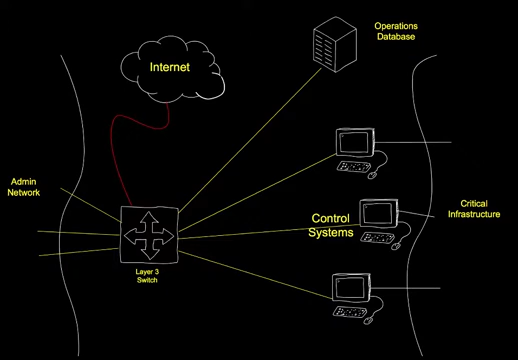 Operations
Database
Internet
Admin
Network
Control
Systems
Critical
Infrastructure
Layer 3
Switch